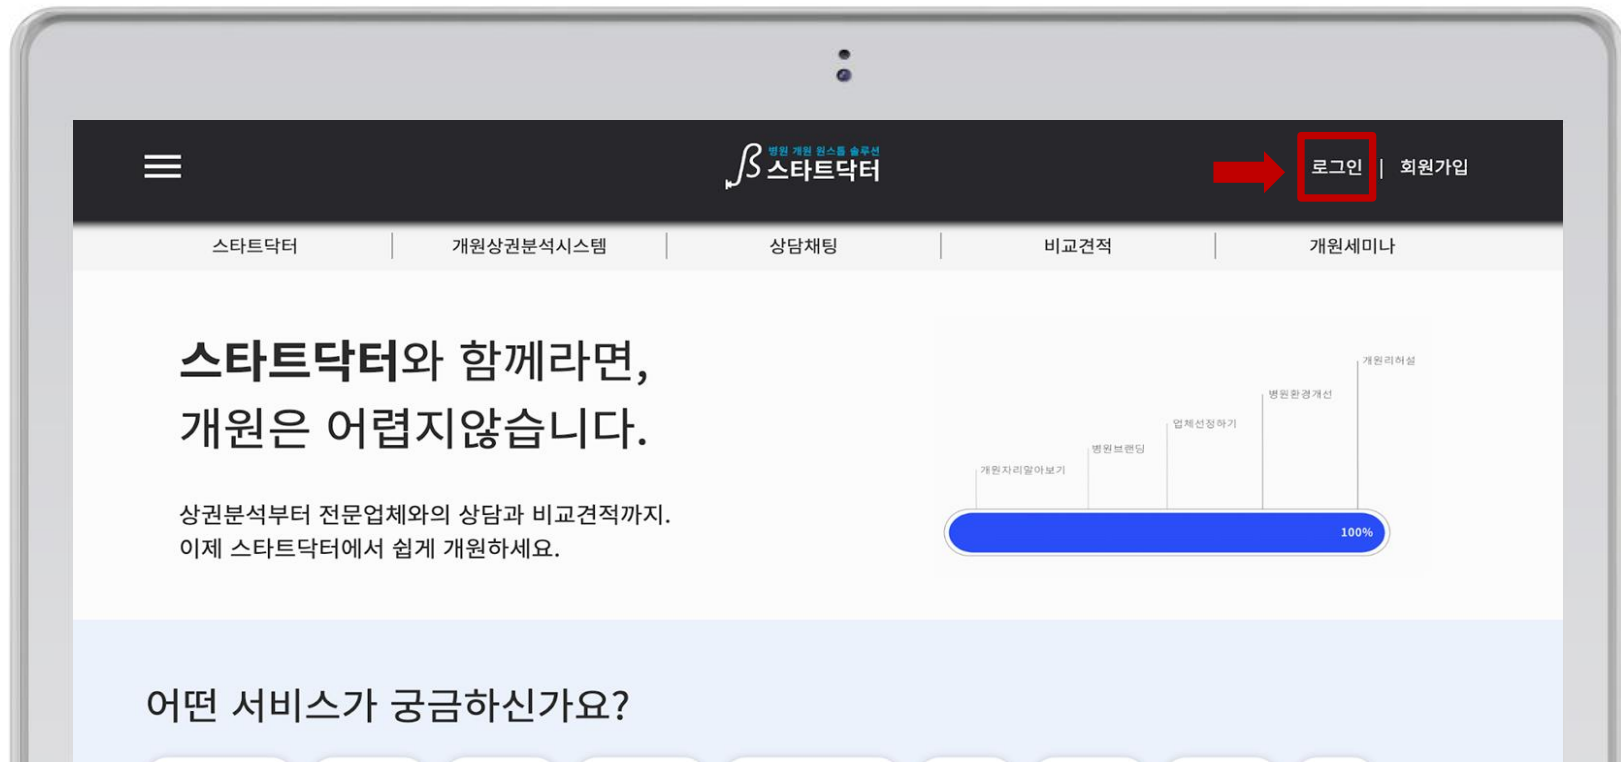 병원 개원 원스톱 솔루션
스타트닥터
로그인 | 회원가입
스타트닥터 | 개원상권분석시스템 | 상담채팅 | 비교견적 | 개원세미나
스타트닥터와 함께라면,
개원은 어렵지않습니다.
상권분석부터 전문업체와의 상담과 비교견적까지.
이제 스타트닥터에서 쉽게 개원하세요.
개원자리알아보기
병원브랜딩
업체선정하기
병원환경개선
개원리허설
100%
어떤 서비스가 궁금하신가요?